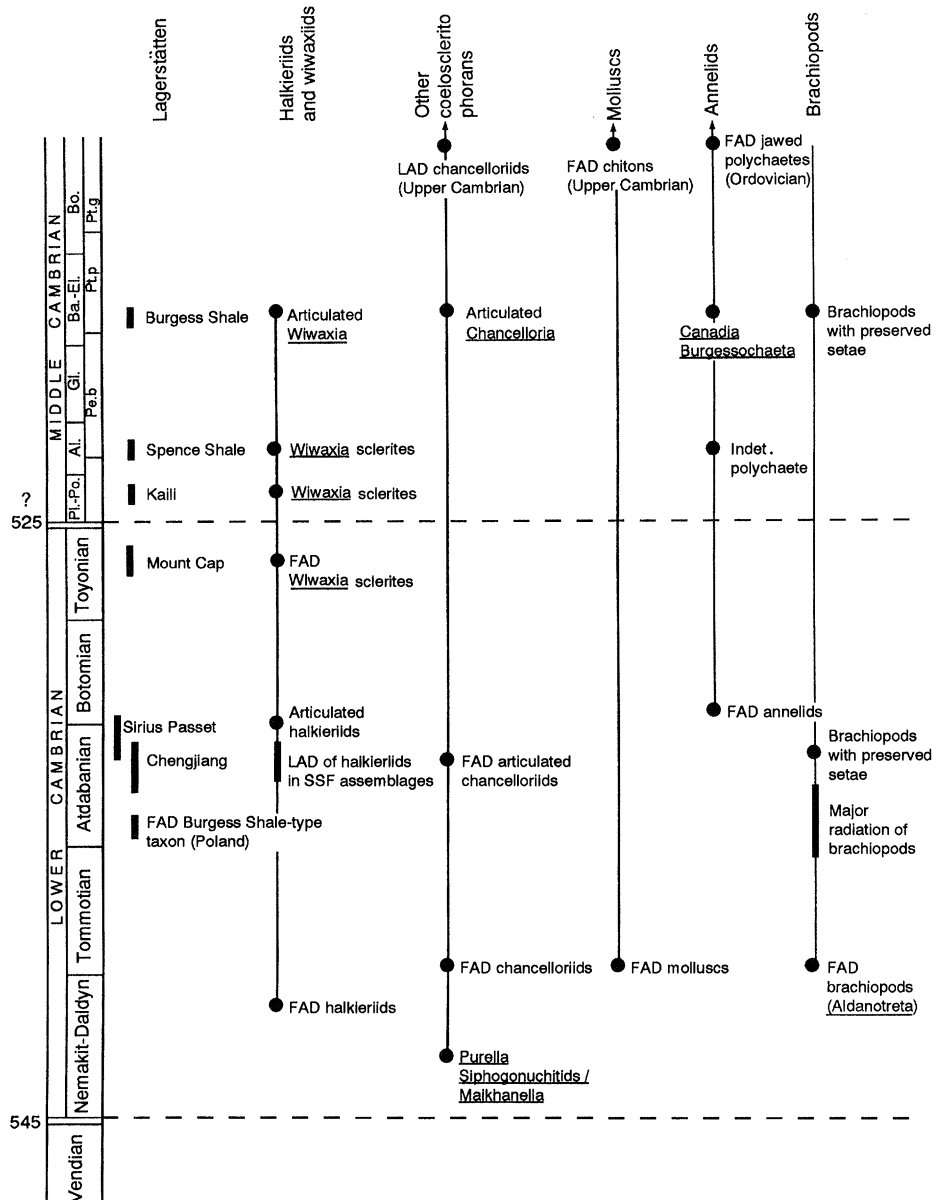 Lagerstätten
Halkieriids
and wiwaxiids
Other
coelosclerito
phorans
Molluscs
Annelids
Brachiopods
LAD chancelloriids
(Upper Cambrian)
FAD chitons
(Upper Cambrian)
FAD jawed
polychaetes
(Ordovician)
MIDDLE CAMBRIAN
Bo.
Ba.-El.
Gl.
Al.
Pl.-Po.
Pt.g
Pt.p
Pe.b
Burgess Shale
Articulated
Wiwaxia
Articulated
Chancelloria
Canadia
Burgessochaeta
Brachiopods
with preserved
setae
Spence Shale
Wiwaxia sclerites
Indet.
polychaete
Kaili
Wiwaxia sclerites
?
525
LOWER CAMBRIAN
Toyonian
Botomian
Atdabanian
Tommotian
Nemakit-Daldyn
Mount Cap
FAD
Wiwaxia sclerites
Sirius Passet
Articulated
halkieriids
FAD annelids
Chengjiang
LAD of halkieriids
in SSF assemblages
FAD articulated
chancelloriids
Brachiopods
with preserved
setae
FAD Burgess Shale-type
taxon (Poland)
Major
radiation of
brachiopods
FAD chancelloriids
FAD molluscs
FAD
brachiopods
(Aldanotreta)
FAD halkieriids
Purella
Siphogonuchitids /
Maikhanella
545
Vendian